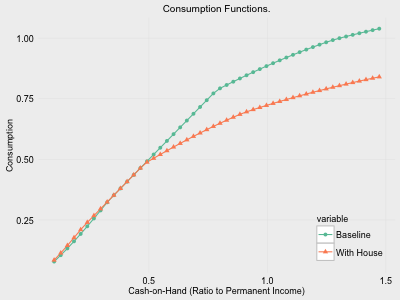 Consumption Functions.
Consumption
1.00
0.75
0.50
0.25
variable
Baseline
With House
0.5
1.0
1.5
Cash-on-Hand (Ratio to Permanent Income)